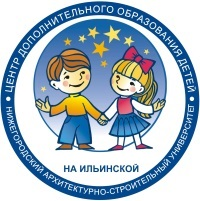 ЦЕНТР ДОПОЛНИТЕЛЬНОГО ОБРАЗОВАНИЯ ДЕТЕЙ
НА ИЛЬИНСКОЙ
НИЖЕГОРОДСКИЙ АРХИТЕКТУРНО-СТРОИТЕЛЬНЫЙ УНИВЕРСИТЕТ